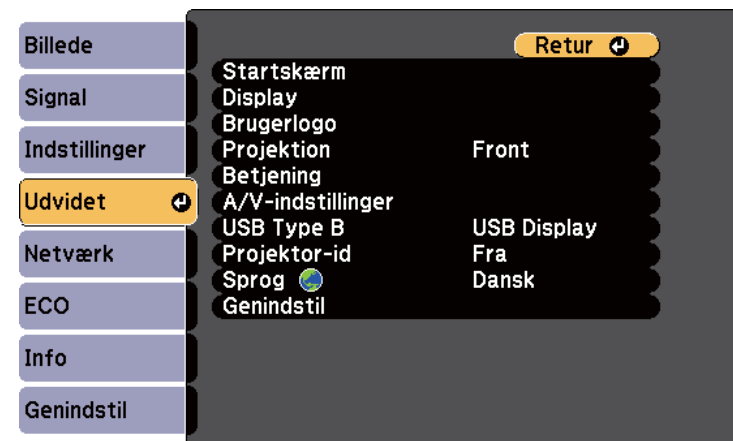 Billede
Signal
Indstillinger
Udvidet
Netværk
ECO
Info
Genindstil
Retur
Startskærm
Display
Brugerlogo
Projektion Front
Betjening
A/V-indstillinger
USB Type B USB Display
Projektor-id Fra
Sprog Dansk
Genindstil